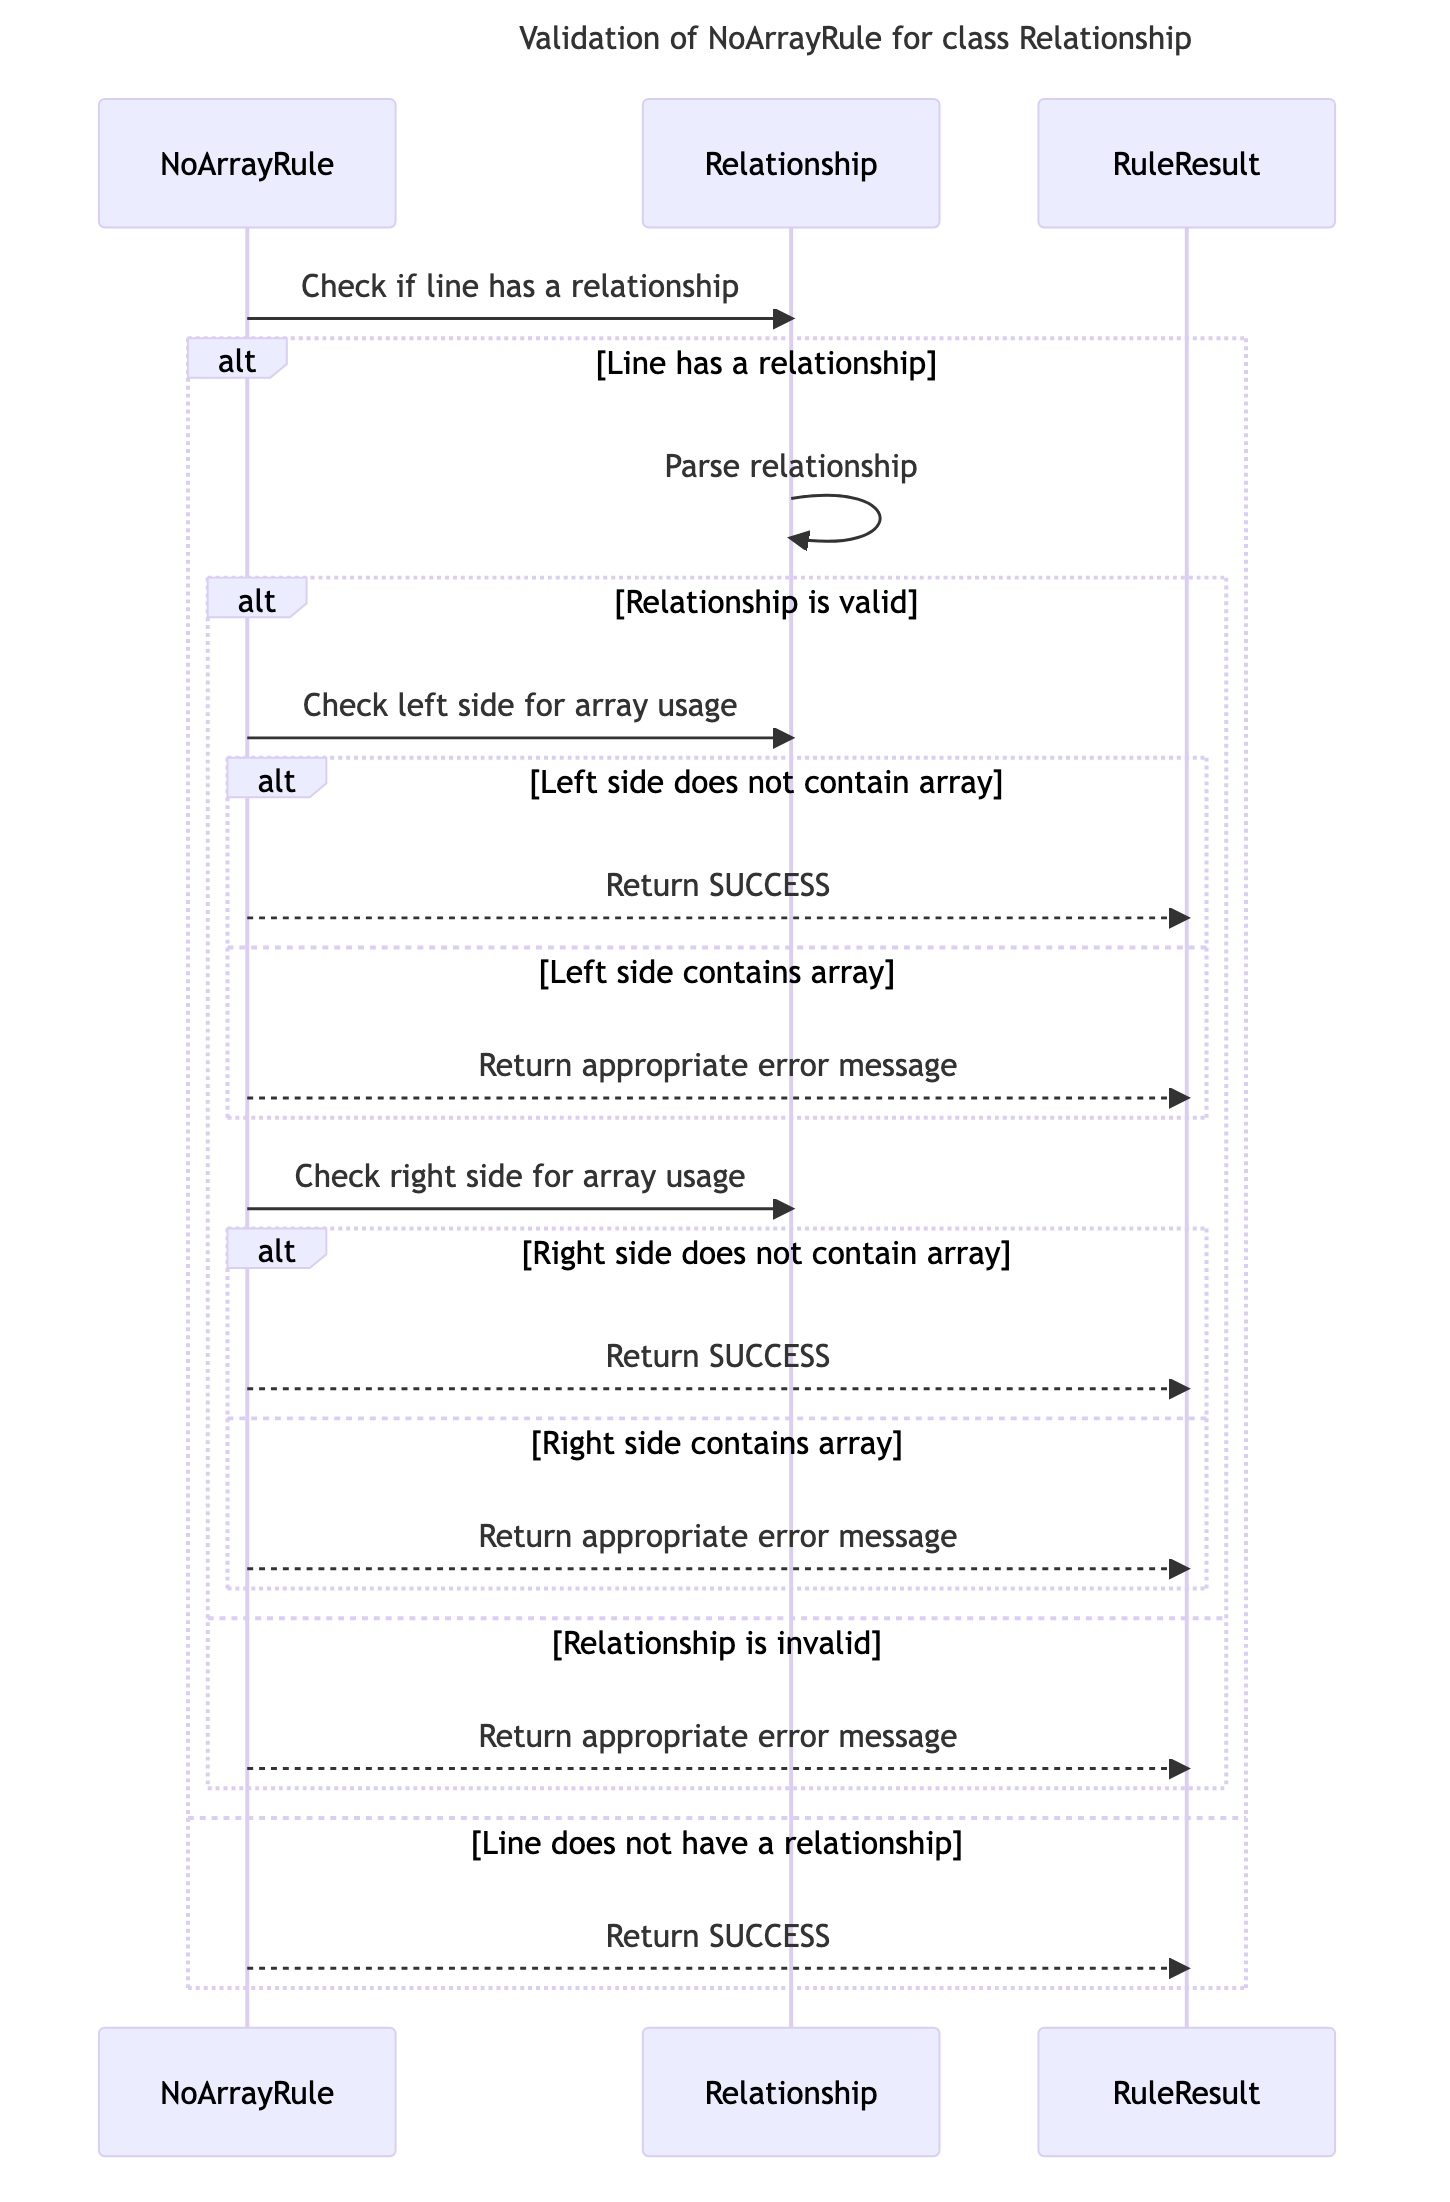 Validation of NoArrayRule for class Relationship
NoArrayRule
Relationship
RuleResult
Check if line has a relationship
alt
[Line has a relationship]
Parse relationship
alt
[Relationship is valid]
Check left side for array usage
alt
[Left side does not contain array]
Return SUCCESS
[Left side contains array]
Return appropriate error message
Check right side for array usage
alt
[Right side does not contain array]
Return SUCCESS
[Right side contains array]
Return appropriate error message
[Relationship is invalid]
Return appropriate error message
[Line does not have a relationship]
Return SUCCESS
NoArrayRule
Relationship
RuleResult